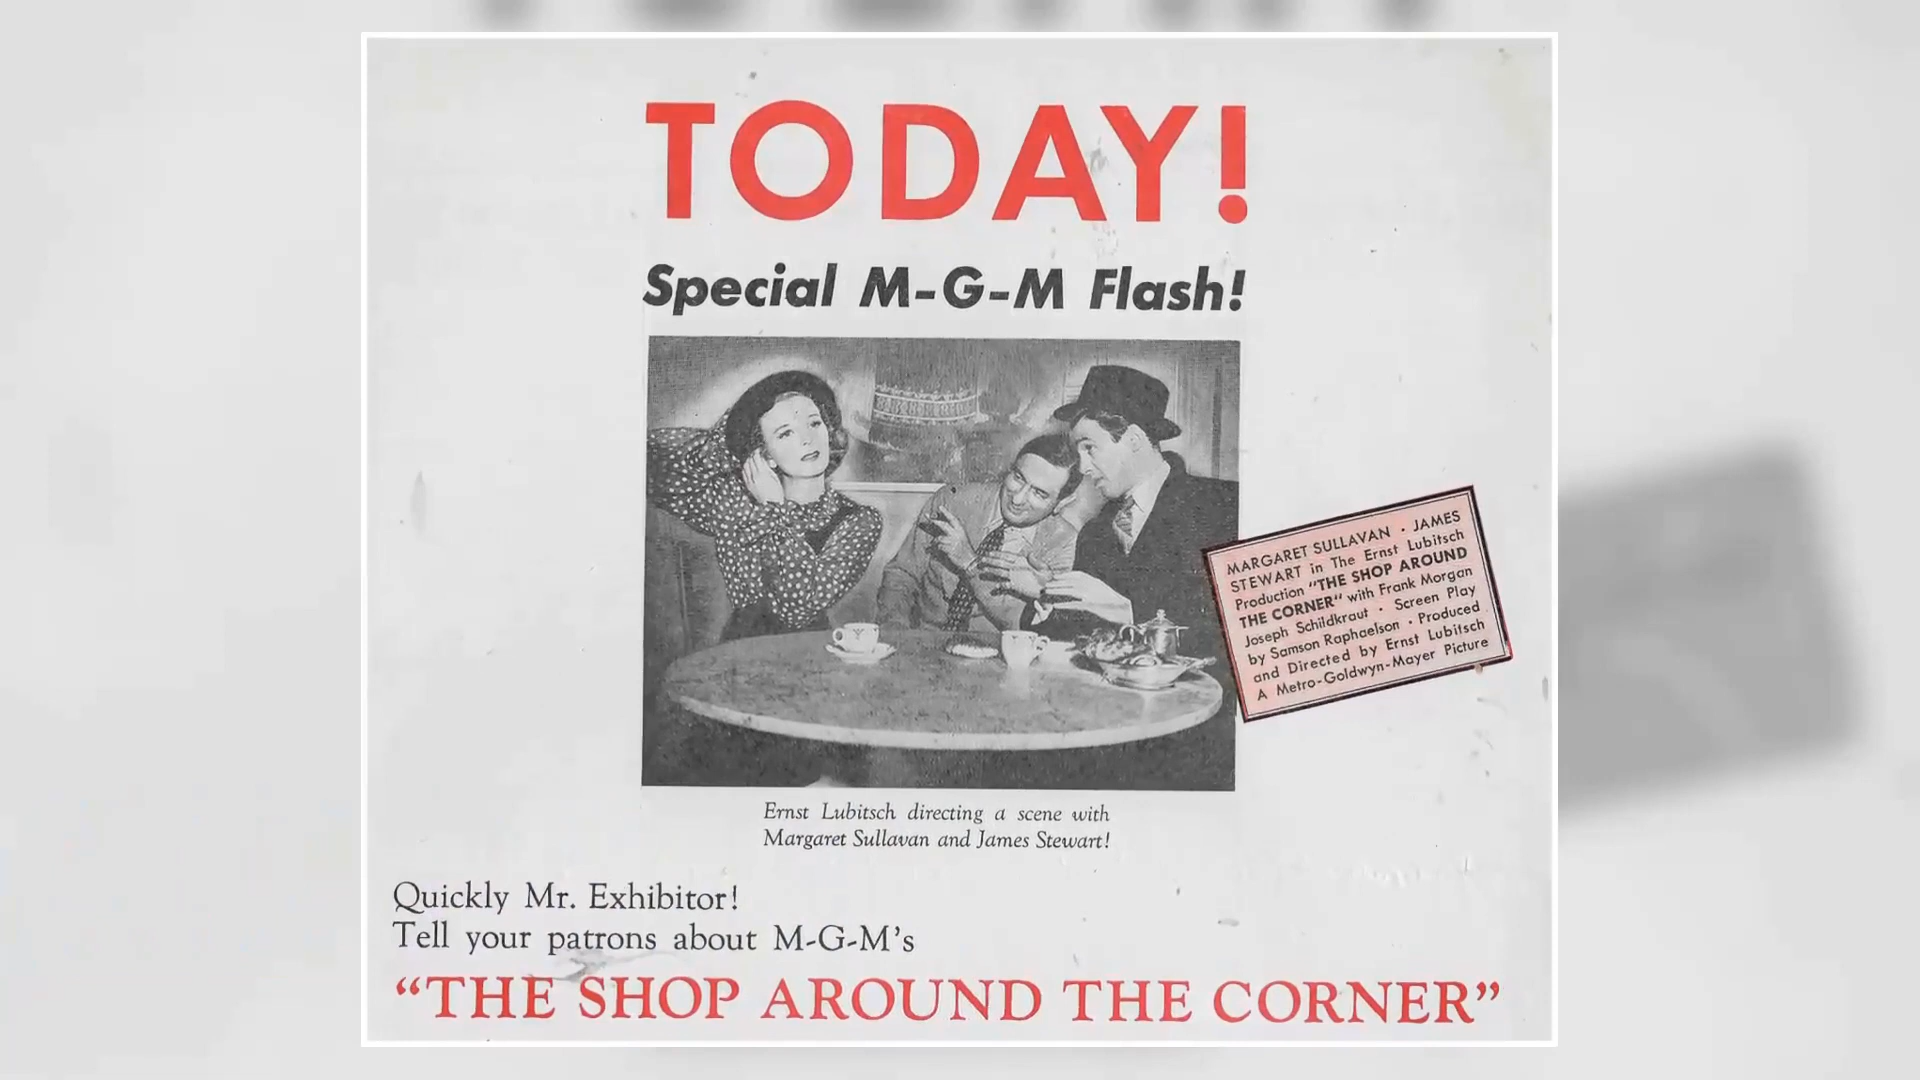 TODAY!
Special M-G-M Flash!
MARGARET SULLAVAN · JAMES
STEWART in The Ernst Lubitsch
Production "THE SHOP AROUND
THE CORNER" with Frank Morgan
Joseph Schildkraut · Screen Play
by Samson Raphaelson · Produced
and Directed by Ernst Lubitsch
A Metro-Goldwyn-Mayer Picture
Ernst Lubitsch directing a scene with
Margaret Sullavan and James Stewart!
Quickly Mr. Exhibitor!
Tell your patrons about M-G-M's
“THE SHOP AROUND THE CORNER”